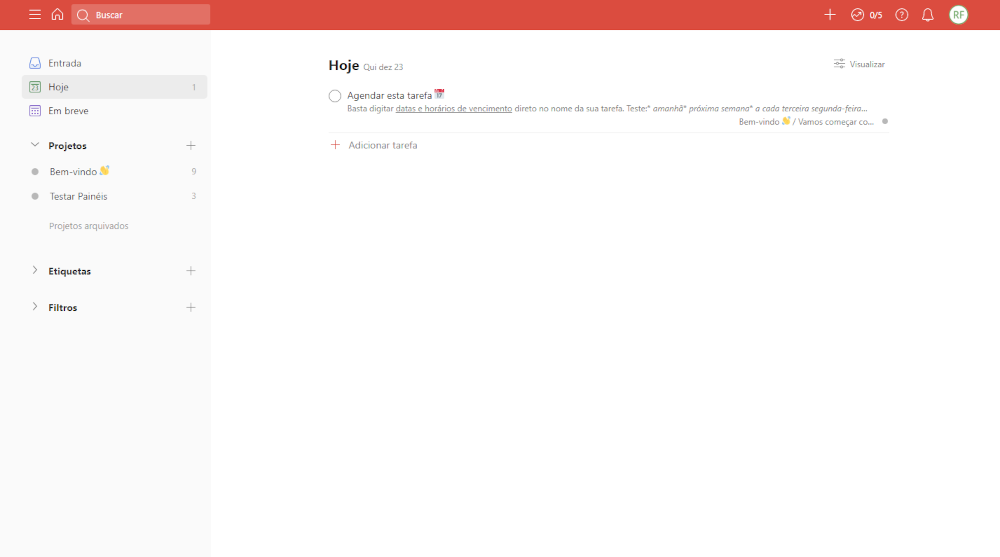 Buscar
0/5
RF
Entrada
23
Hoje 1
Em breve
Projetos
Bem-vindo 👋 9
Testar Painéis 3
Projetos arquivados
Etiquetas
Filtros
Hoje Qui dez 23
Visualizar
Agendar esta tarefa 📅
Basta digitar datas e horários de vencimento direto no nome da sua tarefa. Teste:* amanhã* próxima semana* a cada terceira segunda-feira...
Bem-vindo 👋 / Vamos começar co...
Adicionar tarefa